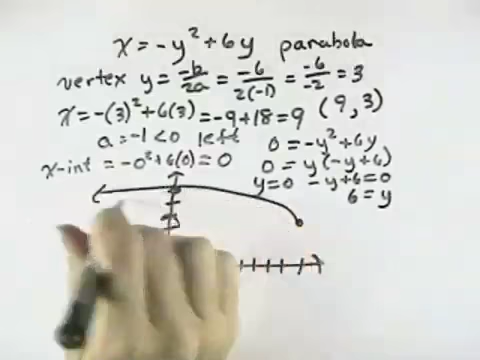 x = -y² + 6y parabola
vertex y = -b/2a = -6/2(-1) = -6/-2 = 3
x = -(3)² + 6(3) = -9 + 18 = 9 (9, 3)
a = -1 < 0 left 0 = -y² + 6y
x-int = -0² + 6(0) = 0 0 = y(-y + 6)
y = 0 -y + 6 = 0
6 = y